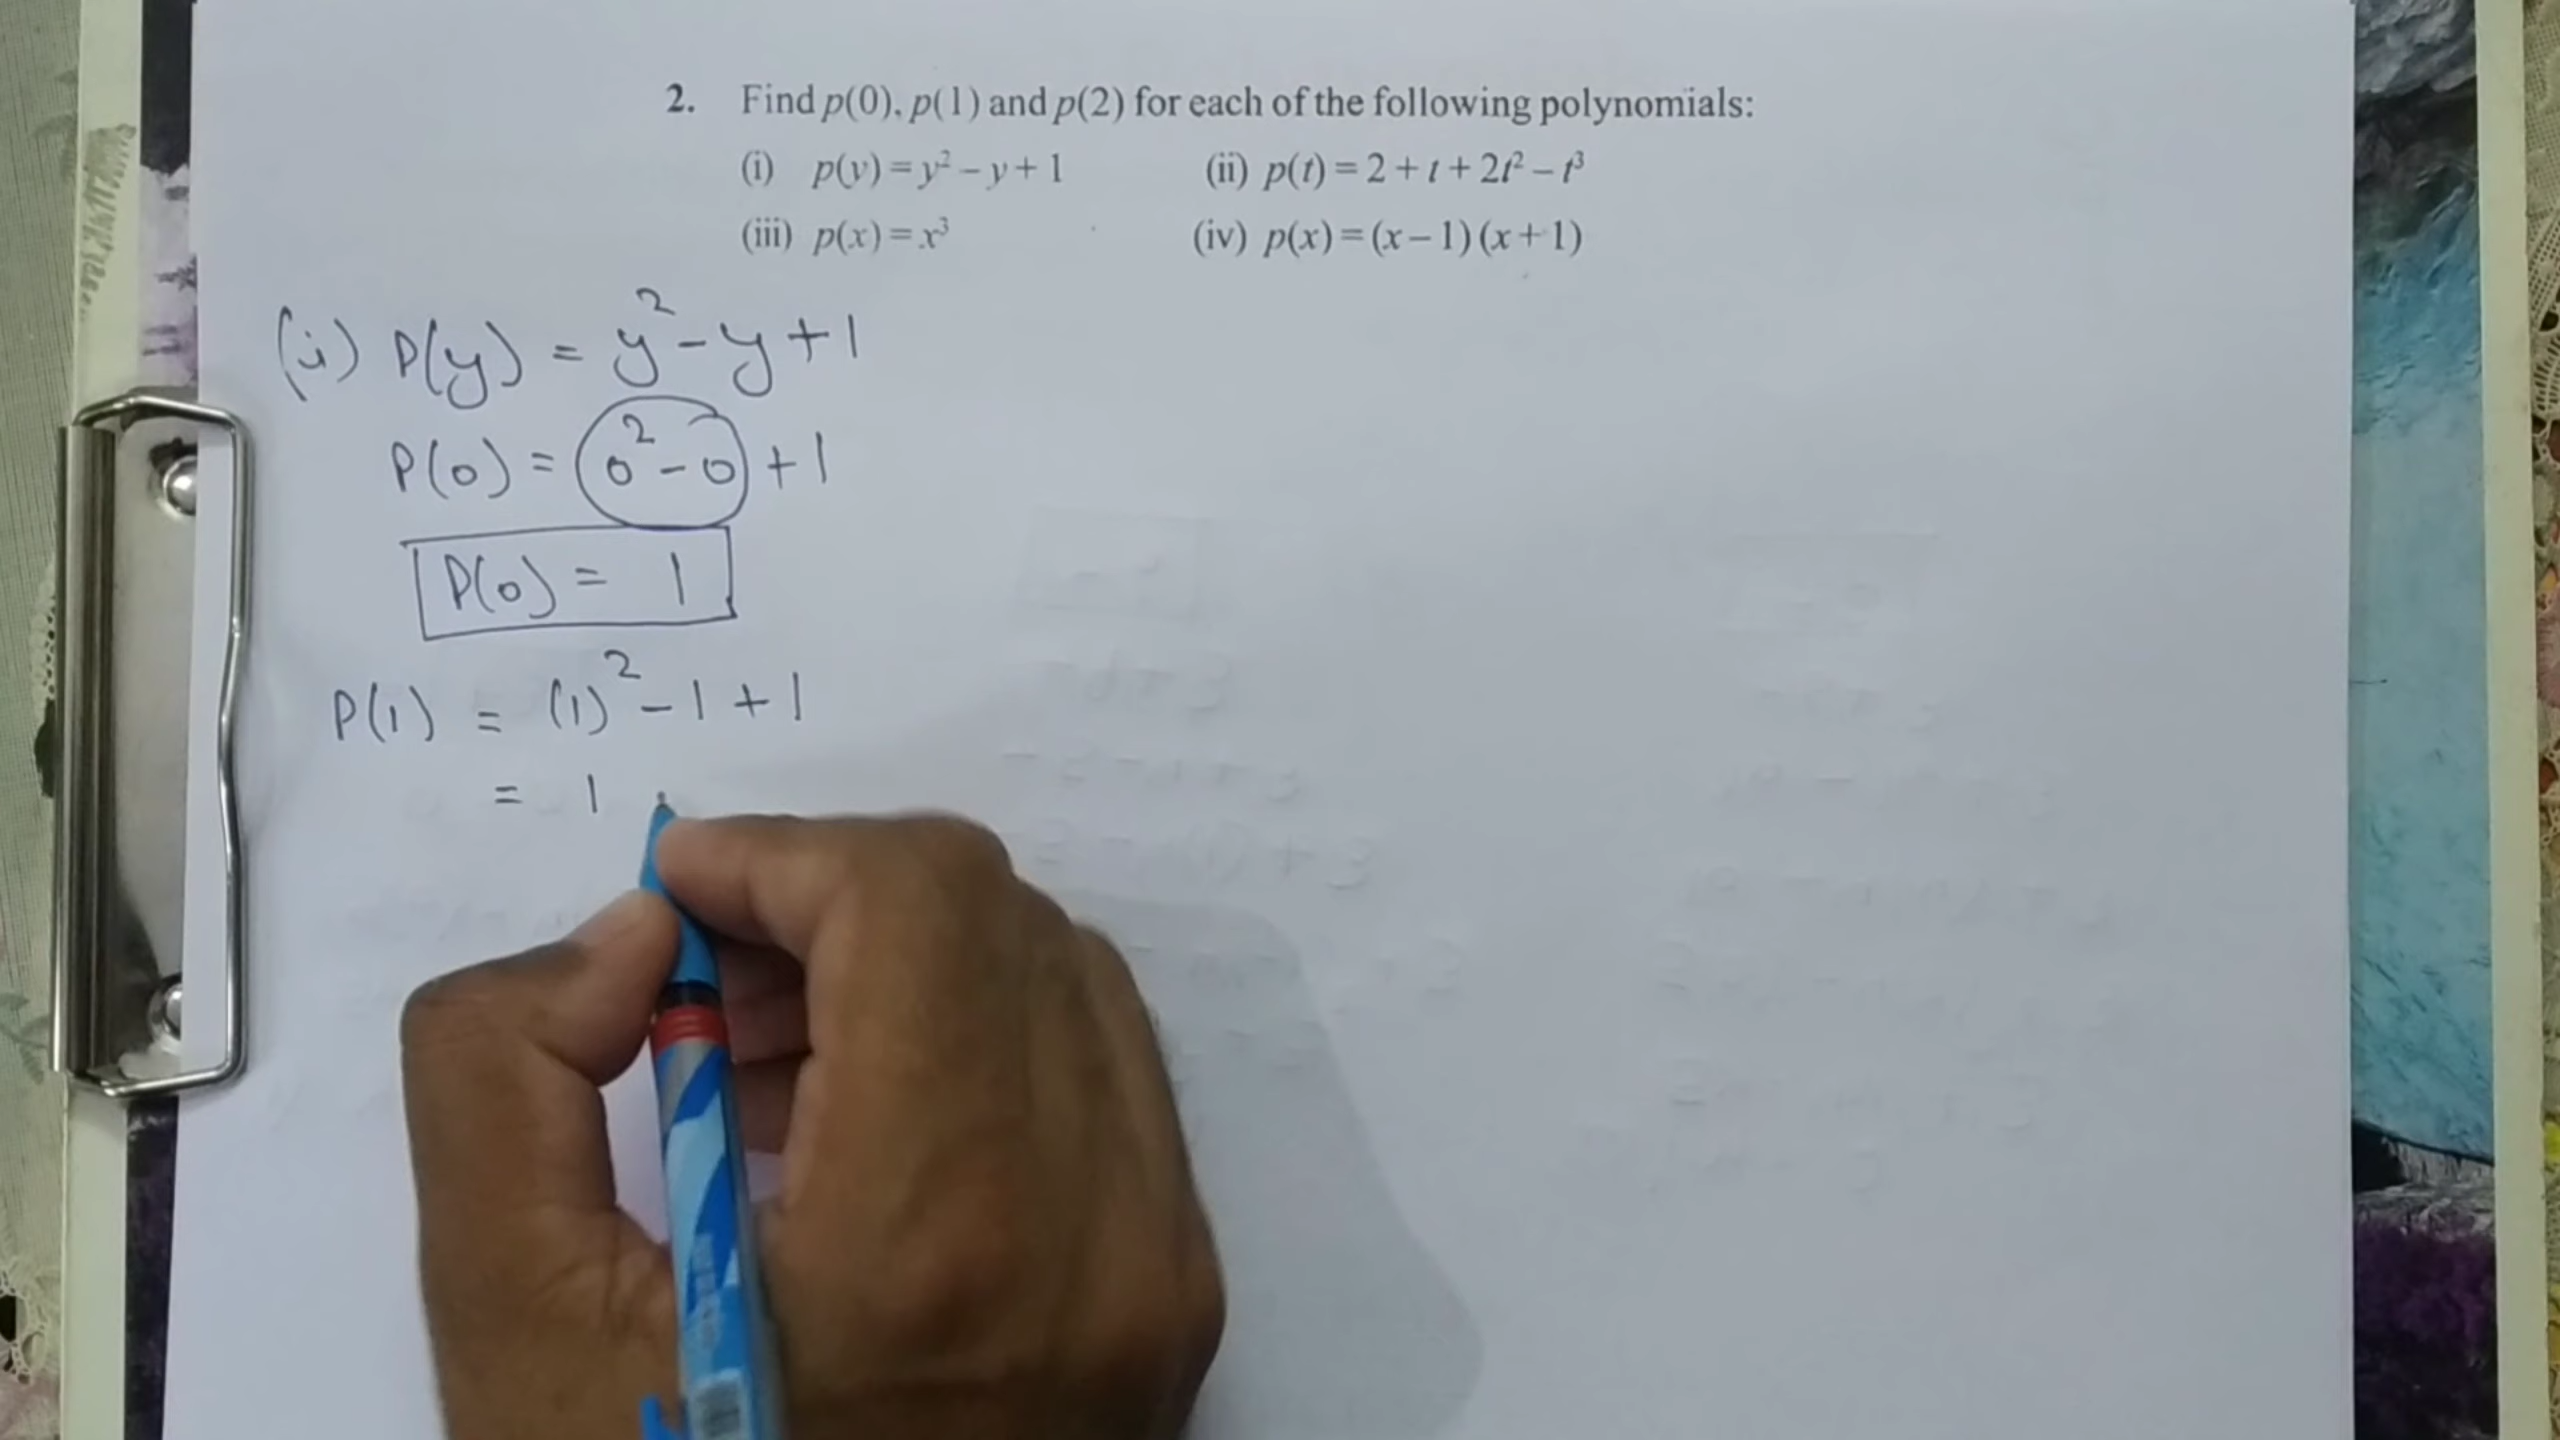 2. Find p(0), p(1) and p(2) for each of the following polynomials:
(i) p(y) = y² – y + 1 (ii) p(t) = 2 + t + 2t² – t³
(iii) p(x) = x³ (iv) p(x) = (x – 1) (x + 1)
(i) P(y) = y² - y + 1
P(0) = 0² - 0 + 1
P(0) = 1
P(1) = (1)² - 1 + 1
= 1